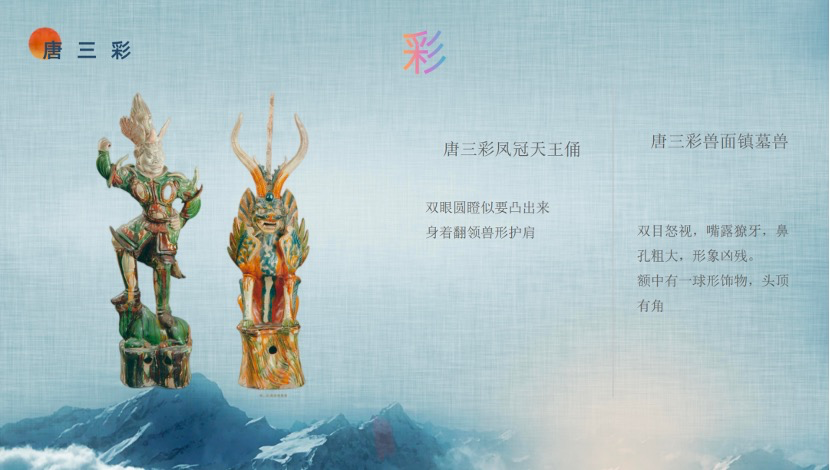 唐三彩
彩
唐三彩凤冠天王俑
双眼圆瞪似要凸出来
身着翻领兽形护肩
唐三彩兽面镇墓兽
双目怒视，嘴露獠牙，鼻
孔粗大，形象凶残。
额中有一球形饰物，头顶
有角